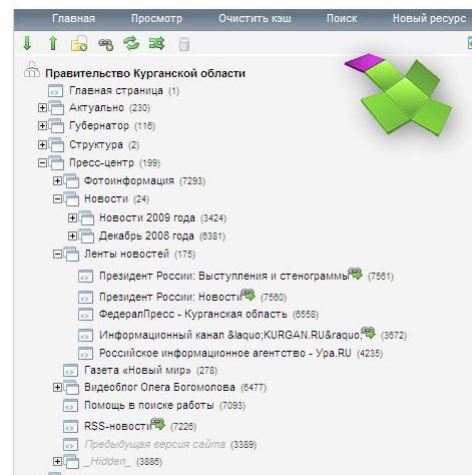 Главная Просмотр Очистить кэш Поиск Новый ресурс
Правительство Курганской области
Главная страница (1)
Актуально (230)
Губернатор (116)
Структура (2)
Пресс-центр (199)
Фотоинформация (7293)
Новости (24)
Новости 2009 года (3424)
Декабрь 2008 года (6381)
Ленты новостей (175)
Президент России: Выступления и стенограммы (7561)
Президент России: Новости (7560)
ФедералПресс - Курганская область (6558)
Информационный канал &laquo;KURGAN.RU&raquo; (3672)
Российское информационное агентство - Ура.RU (4235)
Газета «Новый мир» (278)
Видеоблог Олега Богомолова (6477)
Помощь в поиске работы (7093)
RSS-новости (7226)
Предыдущая версия сайта (3389)
_Hidden_ (3886)